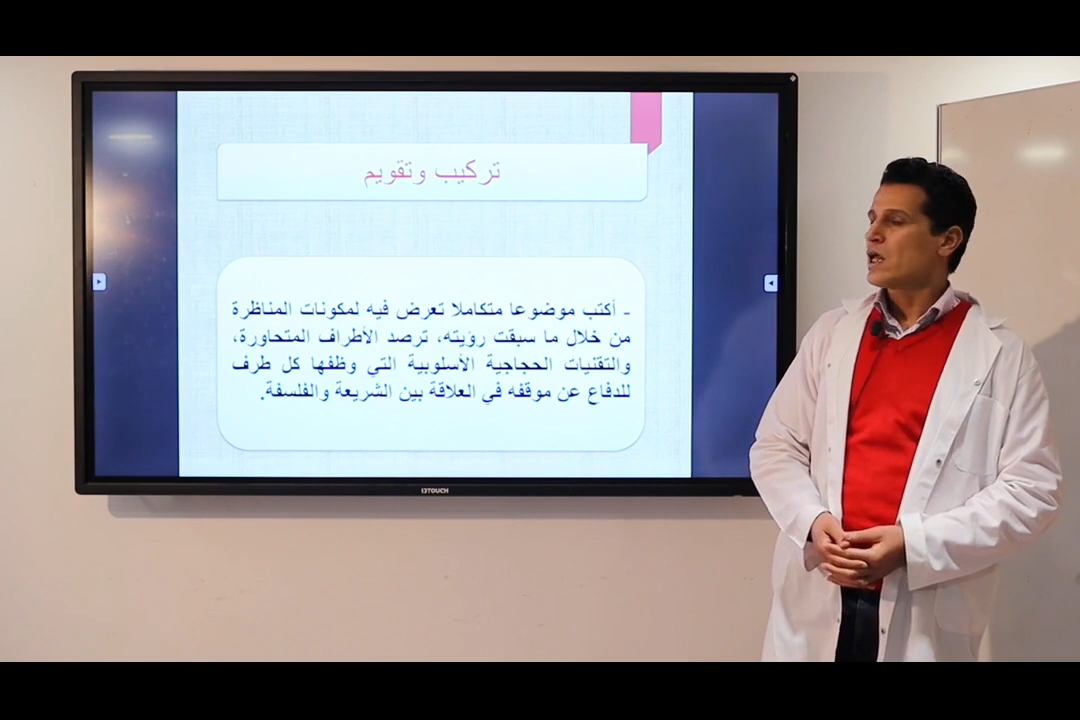 تركيب وتقويم
- أكتب موضوعا متكاملا تعرض فيه لمكونات المناظرة
من خلال ما سبقت رؤيته، ترصد الأطراف المتحاورة،
والتقنيات الحجاجية الأسلوبية التي وظفها كل طرف
للدفاع عن موقفه في العلاقة بين الشريعة والفلسفة.
i3TOUCH